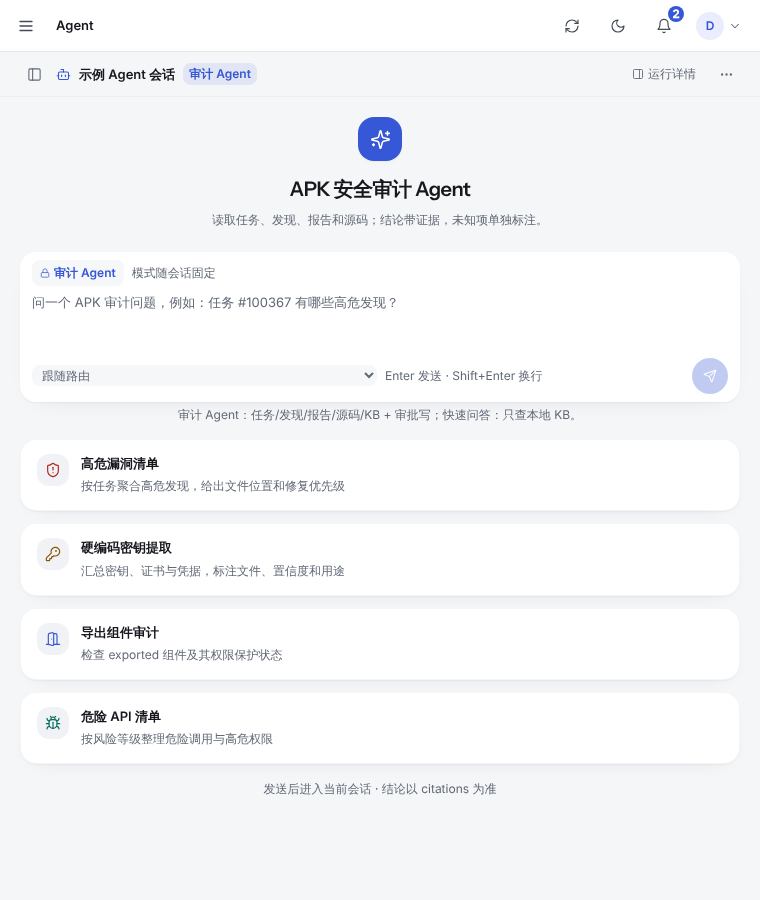 Agent
2
D
示例 Agent 会话
审计 Agent
运行详情
APK 安全审计 Agent
读取任务、发现、报告和源码；结论带证据，未知项单独标注。
审计 Agent
模式随会话固定
问一个 APK 审计问题，例如：任务 #100367 有哪些高危发现？
跟随路由
Enter 发送 · Shift+Enter 换行
审计 Agent：任务/发现/报告/源码/KB + 审批写；快速问答：只查本地 KB。
高危漏洞清单
按任务聚合高危发现，给出文件位置和修复优先级
硬编码密钥提取
汇总密钥、证书与凭据，标注文件、置信度和用途
导出组件审计
检查 exported 组件及其权限保护状态
危险 API 清单
按风险等级整理危险调用与高危权限
发送后进入当前会话 · 结论以 citations 为准